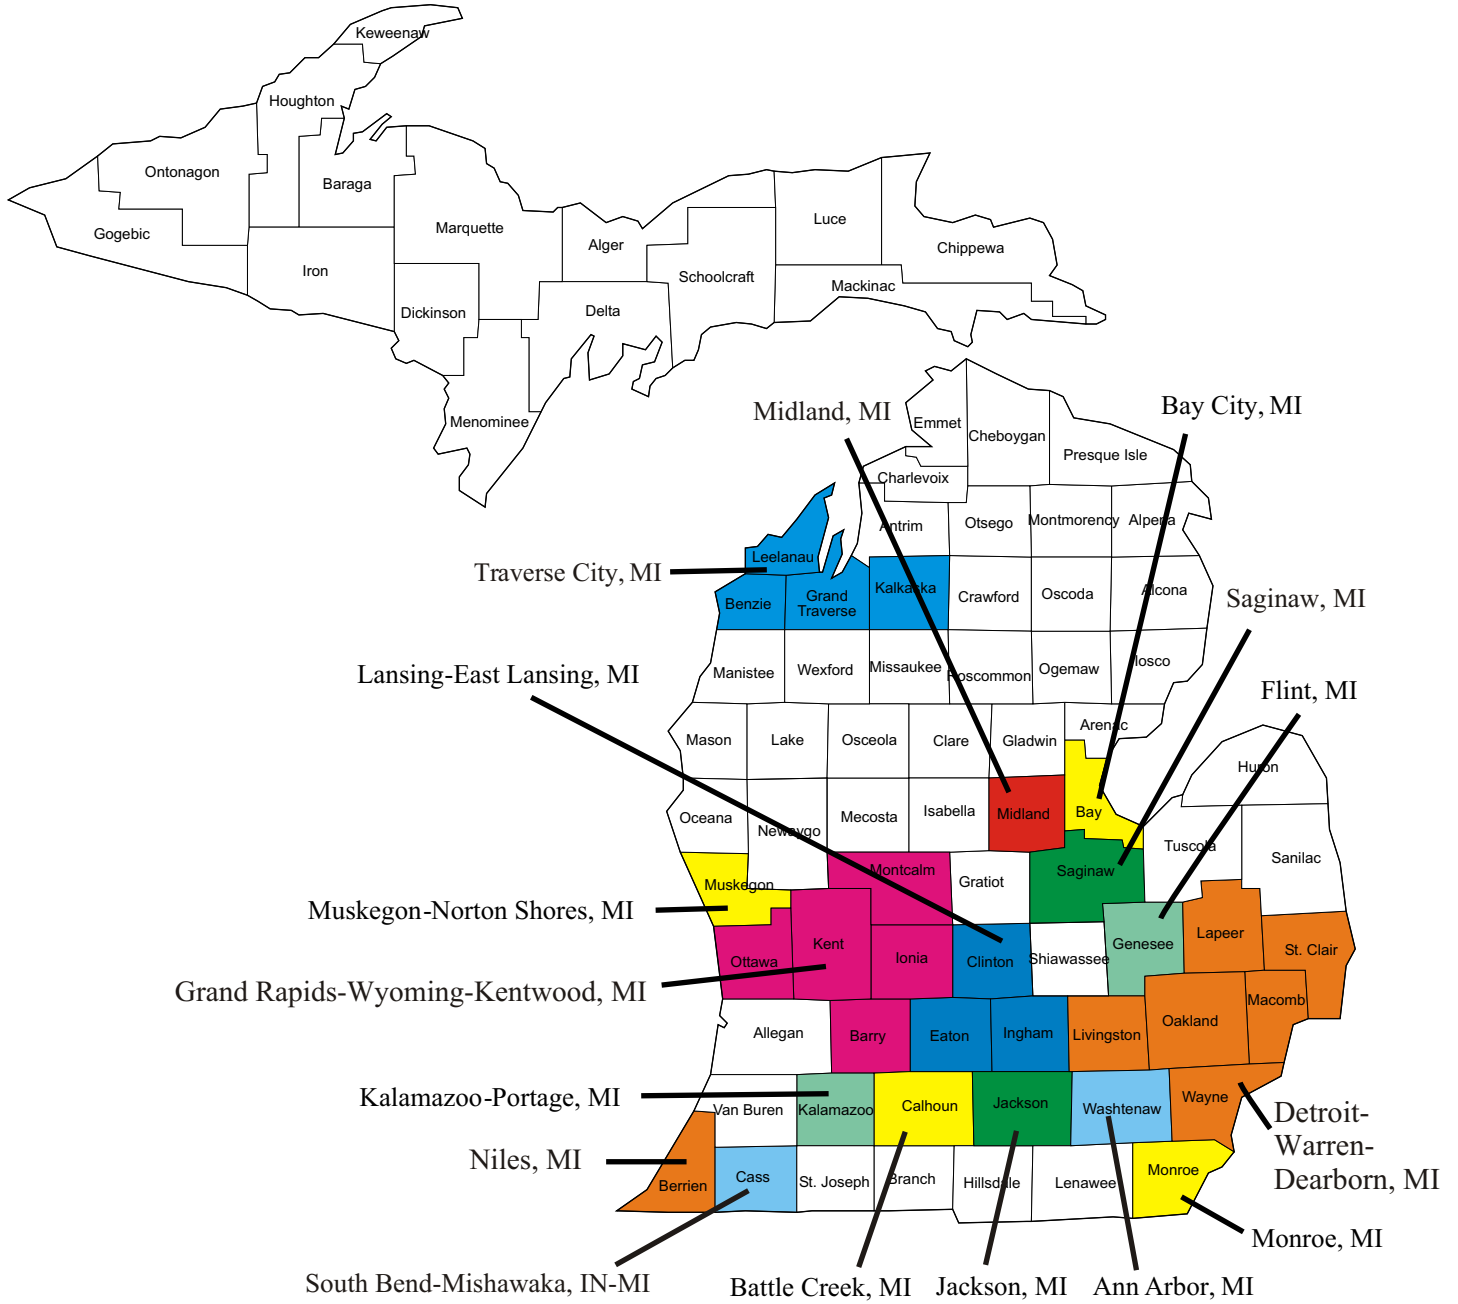 Keweenaw
Houghton
Ontonagon
Baraga
Gogebic
Marquette
Luce
Alger
Chippewa
Iron
Schoolcraft
Mackinac
Dickinson
Delta
Menominee
Midland, MI
Bay City, MI
Emmet
Cheboygan
Presque Isle
Charlevoix
Antrim
Otsego
Montmorency
Alpena
Leelanau
Traverse City, MI
Benzie
Grand
Traverse
Kalkaska
Crawford
Oscoda
Alcona
Saginaw, MI
Lansing-East Lansing, MI
Manistee
Wexford
Missaukee
Roscommon
Ogemaw
Iosco
Flint, MI
Mason
Lake
Osceola
Clare
Gladwin
Arenac
Huron
Oceana
Newaygo
Mecosta
Isabella
Midland
Bay
Tuscola
Sanilac
Muskegon
Montcalm
Gratiot
Saginaw
Muskegon-Norton Shores, MI
Ottawa
Kent
Ionia
Clinton
Shiawassee
Genesee
Lapeer
St. Clair
Grand Rapids-Wyoming-Kentwood, MI
Allegan
Barry
Eaton
Ingham
Livingston
Oakland
Macomb
Kalamazoo-Portage, MI
Van Buren
Kalamazoo
Calhoun
Jackson
Washtenaw
Wayne
Detroit-
Warren-
Dearborn, MI
Niles, MI
Berrien
Cass
St. Joseph
Branch
Hillsdale
Lenawee
Monroe
Monroe, MI
South Bend-Mishawaka, IN-MI
Battle Creek, MI
Jackson, MI
Ann Arbor, MI